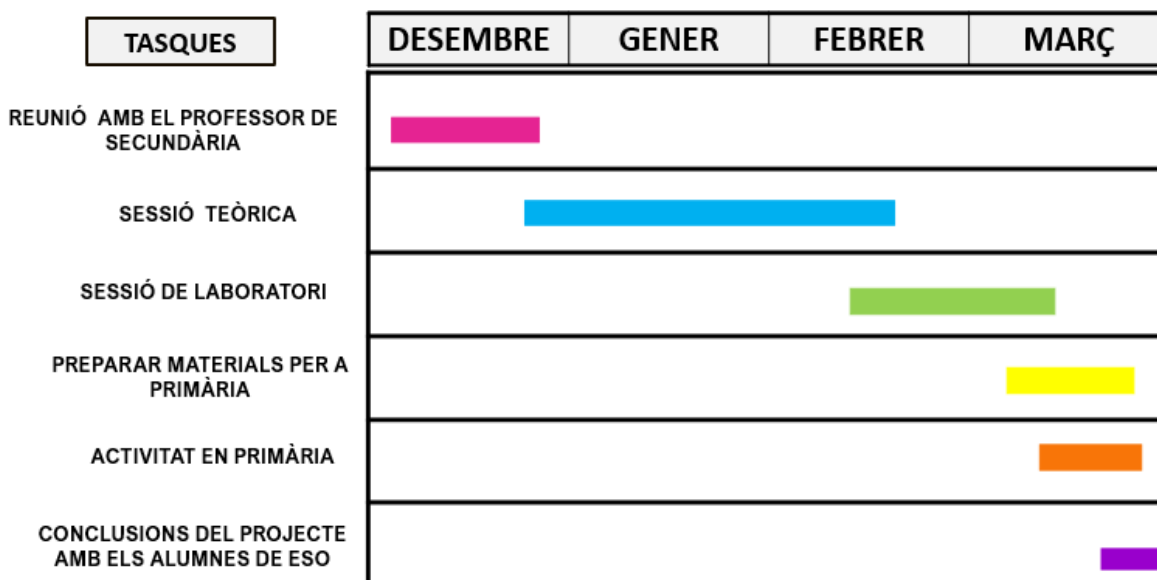 TASQUES
DESEMBRE
GENER
FEBRER
MARÇ
REUNIÓ AMB EL PROFESSOR DE
SECUNDÀRIA
SESSIÓ TEÒRICA
SESSIÓ DE LABORATORI
PREPARAR MATERIALS PER A
PRIMÀRIA
ACTIVITAT EN PRIMÀRIA
CONCLUSIONS DEL PROJECTE
AMB ELS ALUMNES DE ESO